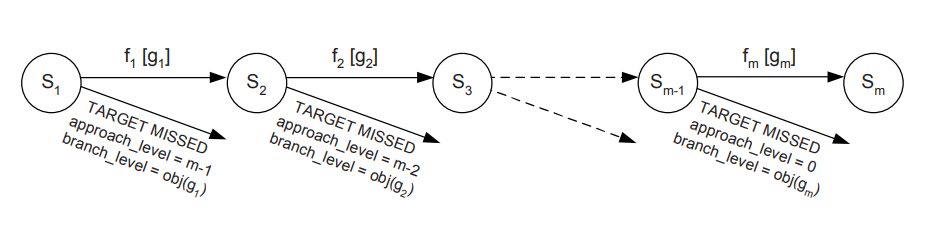 f₁ [g₁]
f₂ [g₂]
fₘ [gₘ]
S₁
S₂
S₃
Sₘ₋₁
Sₘ
TARGET MISSED
approach_level = m-1
branch_level = obj(g₁)
TARGET MISSED
approach_level = m-2
branch_level = obj(g₂)
TARGET MISSED
approach_level = 0
branch_level = obj(gₘ)